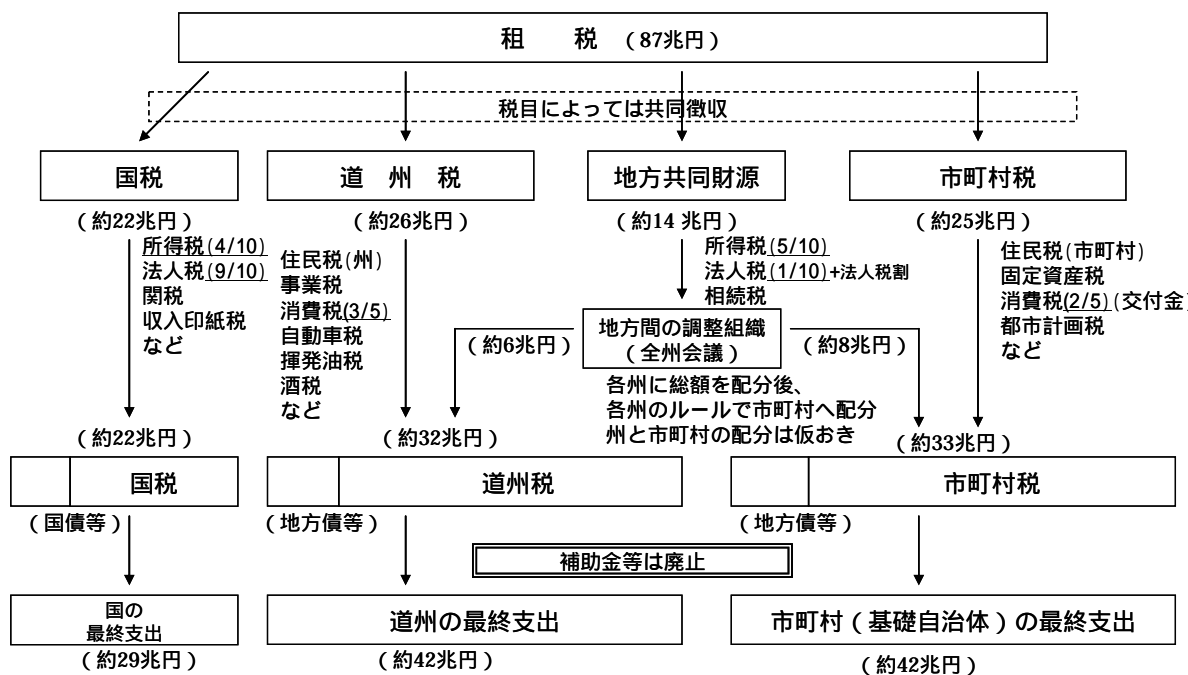 租　税 (87兆円)
税目によっては共同徴収
国税
道 州 税
地方共同財源
市町村税
(約22兆円)
(約26兆円)
(約14 兆円)
(約25兆円)
所得税(4/10)
法人税(9/10)
関税
収入印紙税
など
住民税(州)
事業税
消費税(3/5)
自動車税
揮発油税
酒税
など
所得税(5/10)
法人税(1/10)+法人税割
相続税
住民税(市町村)
固定資産税
消費税(2/5)(交付金)
都市計画税
など
(約6兆円)
地方間の調整組織
(全州会議)
(約8兆円)
各州に総額を配分後、
各州のルールで市町村へ配分
州と市町村の配分は仮おき
(約22兆円)
(約32兆円)
(約33兆円)
国税
道州税
市町村税
(国債等)
(地方債等)
(地方債等)
補助金等は廃止
国の
最終支出
道州の最終支出
市町村(基礎自治体)の最終支出
(約29兆円)
(約42兆円)
(約42兆円)